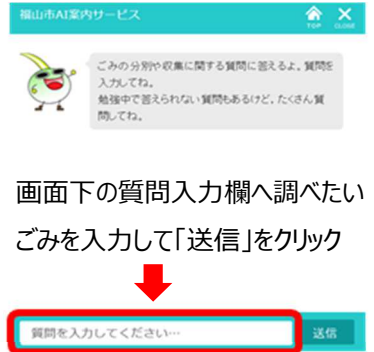 福山市AI案内サービス
TOP
CLOSE
ごみの分別や収集に関する質問に答えるよ。質問を
入力してね。
勉強中で答えられない質問もあるけど、たくさん質
問してね。
画面下の質問入力欄へ調べたい
ごみを入力して「送信」をクリック
質問を入力してください…
送信